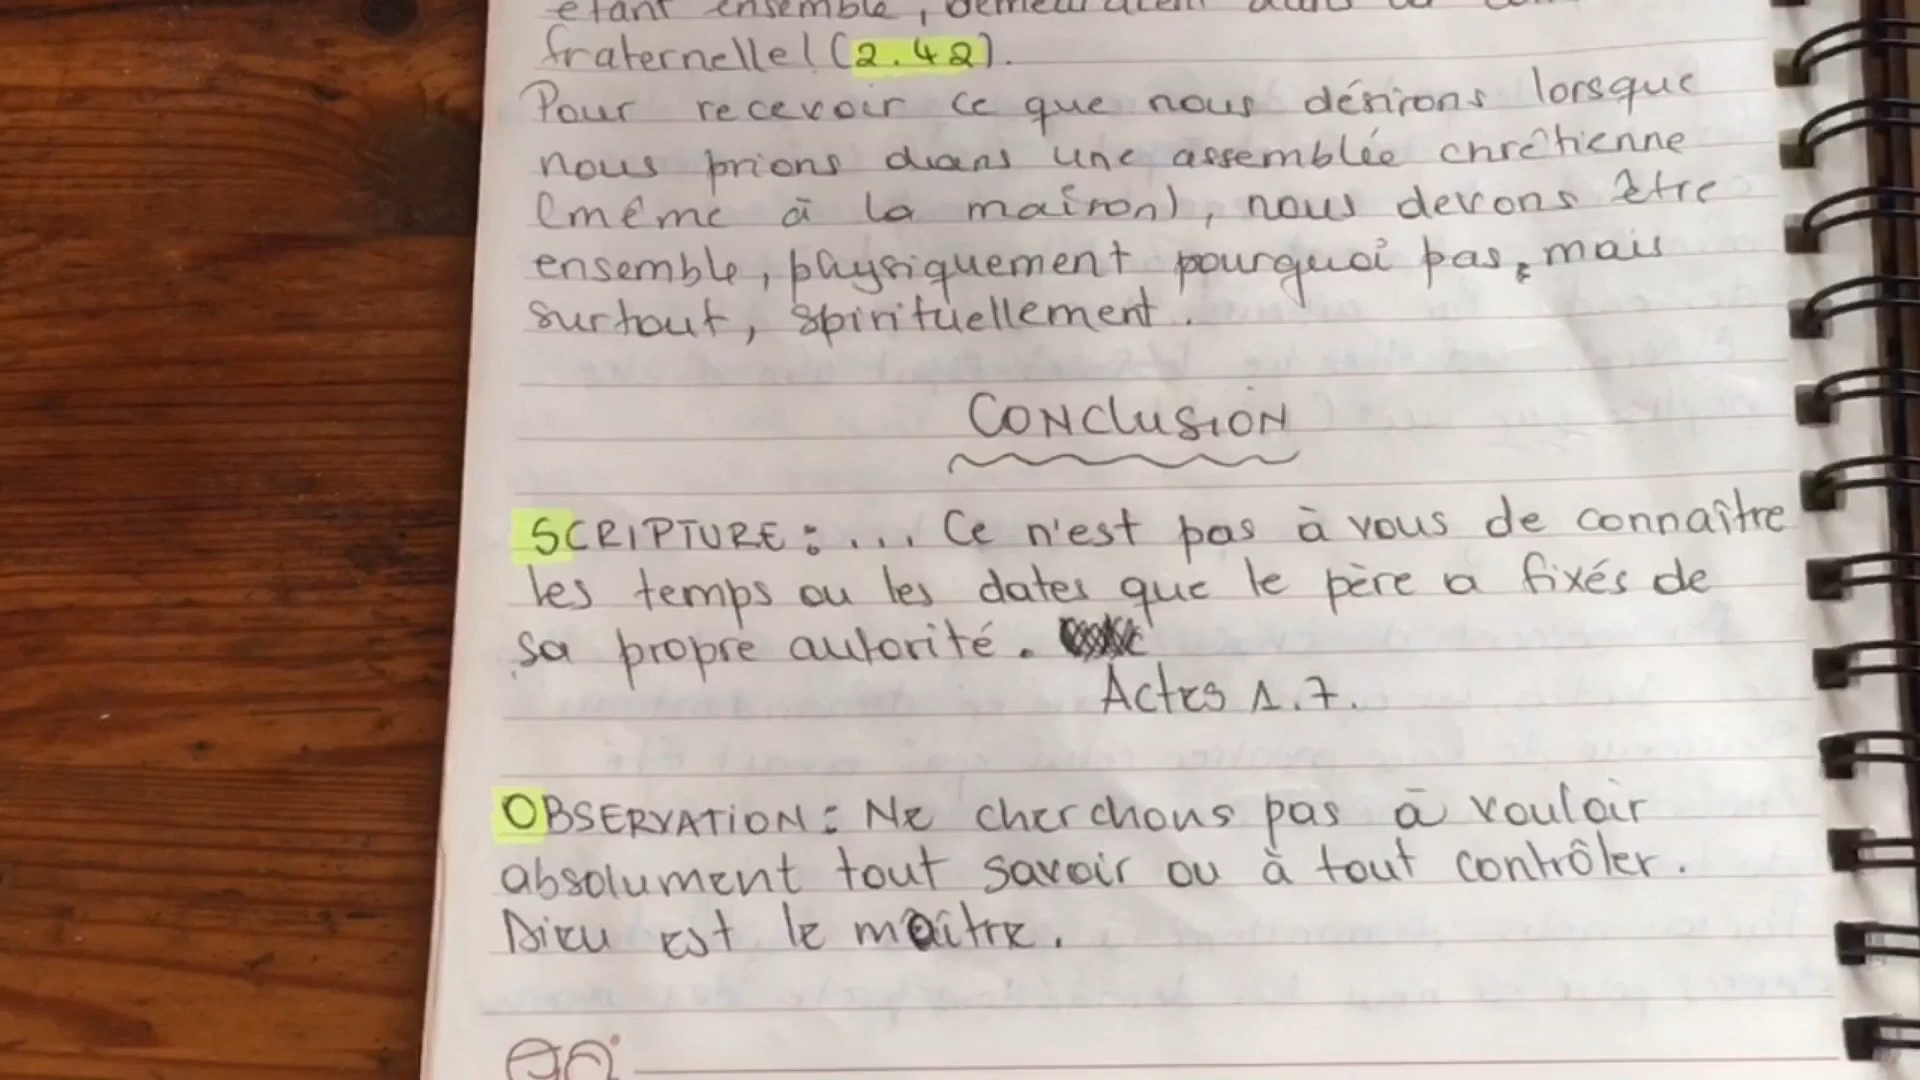 étant ensemble,
fraternelle! (2.42).
Pour recevoir ce que nous désirons lorsque
nous prions dans une assemblée chrétienne
(même à la maison), nous devons être
ensemble, physiquement pourquoi pas, mais
surtout, spirituellement.
CONClUSION
SCRIPTURE : ... Ce n'est pas à vous de connaître
les temps ou les dates que le père a fixés de
sa propre autorité.
Actes 1.7.
OBSERVATION : Ne cherchons pas à vouloir
absolument tout savoir ou à tout contrôler.
Dieu est le maître.